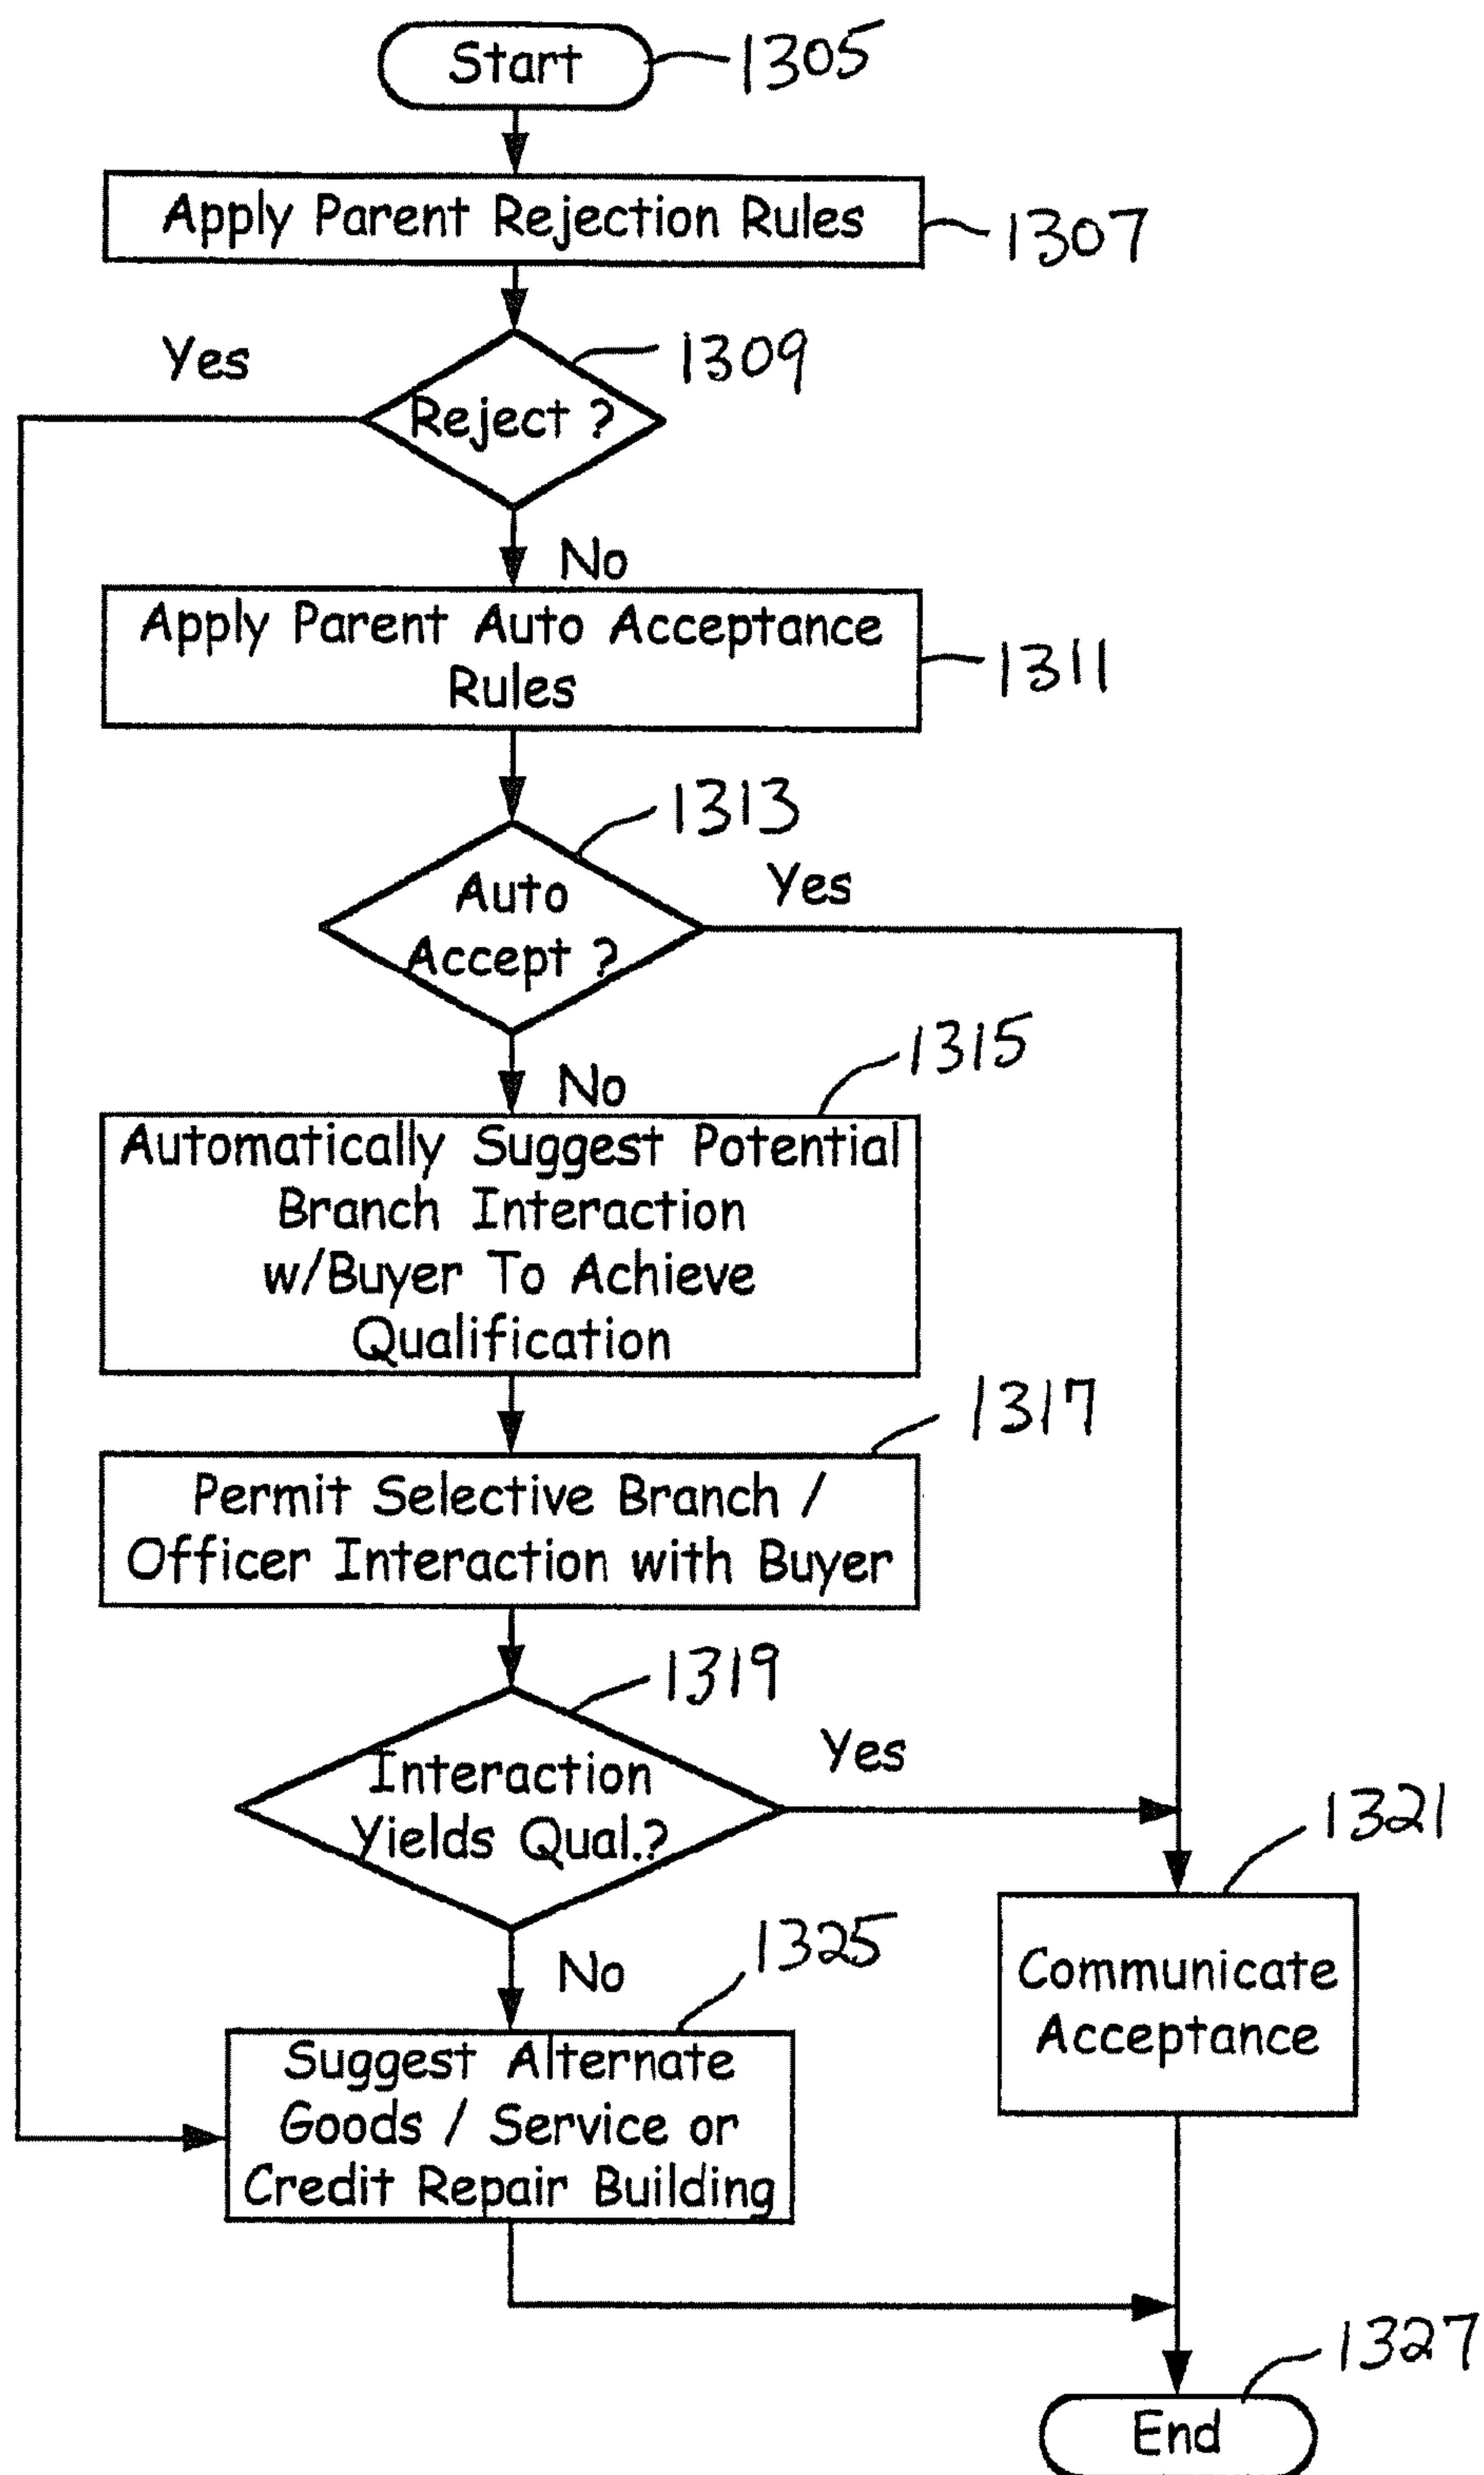 Start
1305
Apply Parent Rejection Rules
1307
Yes
1309
Reject ?
No
Apply Parent Auto Acceptance
Rules
1311
1313
Yes
Auto
Accept ?
1315
No
Automatically Suggest Potential
Branch Interaction
w/Buyer To Achieve
Qualification
1317
Permit Selective Branch /
Officer Interaction with Buyer
1319
Yes
Interaction
Yields Qual.?
1321
1325
No
Communicate
Acceptance
Suggest Alternate
Goods / Service or
Credit Repair Building
1327
End